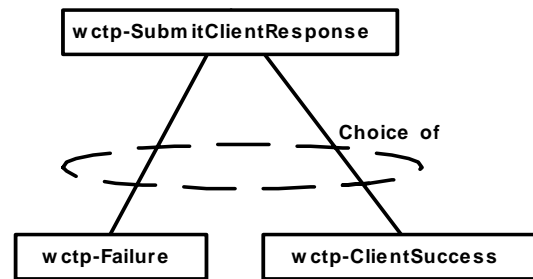 wctp-SubmitClientResponse
Choice of
wctp-Failure
wctp-ClientSuccess